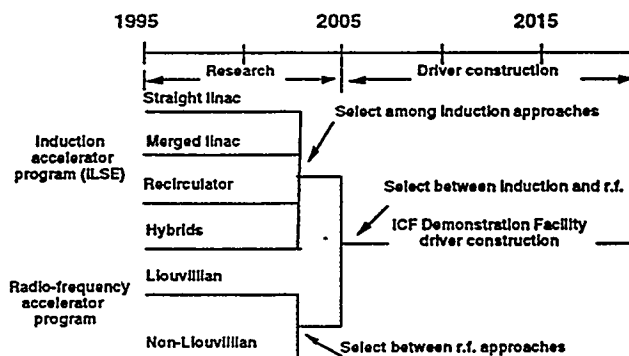 1995 2005 2015
Research Driver construction
Straight linac
Select among induction approaches
Induction
accelerator
program (ILSE)
Merged linac
Recirculator
Select between induction and r.f.
Hybrids
ICF Demonstration Facility
driver construction
Radio-frequency
accelerator
program
Liouvillian
Non-Liouvillian
Select between r.f. approaches